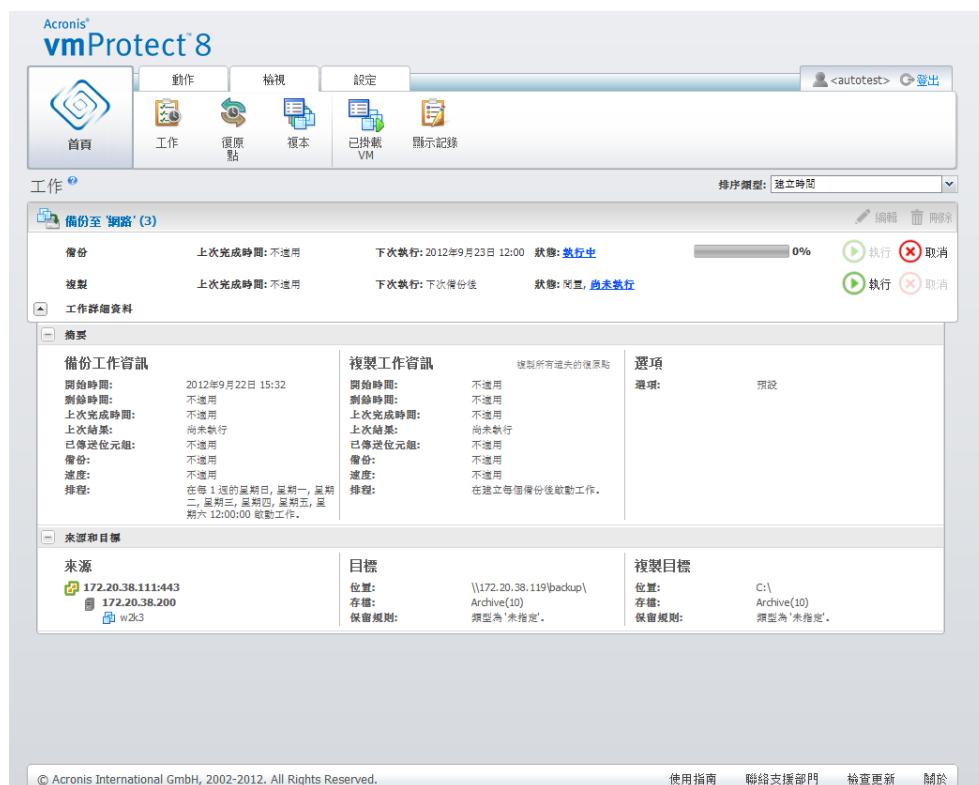 Acronis®
vmProtect™8
動作 檢視 設定
<autotest> 登出
首頁
工作 復原點 複本 已掛載 VM 顯示記錄
工作 排序類型: 建立時間
備份至 '網路' (3) 編輯 刪除
備份 上次完成時間: 不適用 下次執行: 2012年9月23日 12:00 狀態: 執行中 0% 執行 取消
複製 上次完成時間: 不適用 下次執行: 下次備份後 狀態: 閒置, 尚未執行 執行 取消
工作詳細資料
摘要
備份工作資訊
開始時間: 2012年9月22日 15:32
剩餘時間: 不適用
上次完成時間: 不適用
上次結果: 尚未執行
已傳送位元組: 不適用
備份: 不適用
速度: 不適用
排程: 在每 1 週的星期日, 星期一, 星期
二, 星期三, 星期四, 星期五, 星
期六 12:00:00 啟動工作。
複製工作資訊 複製所有遺失的復原點
開始時間: 不適用
剩餘時間: 不適用
上次完成時間: 不適用
上次結果: 尚未執行
已傳送位元組: 不適用
備份: 不適用
速度: 不適用
排程: 在建立每個備份後啟動工作。
選項
選項: 預設
來源和目標
來源
172.20.38.111:443
172.20.38.200
w2k3
目標
位置: \\172.20.38.119\backup\
存檔: Archive(10)
保留規則: 類型為 '未指定'。
複製目標
位置: C:\
存檔: Archive(10)
保留規則: 類型為 '未指定'。
© Acronis International GmbH, 2002-2012. All Rights Reserved. 使用指南 聯絡支援部門 檢查更新 關於